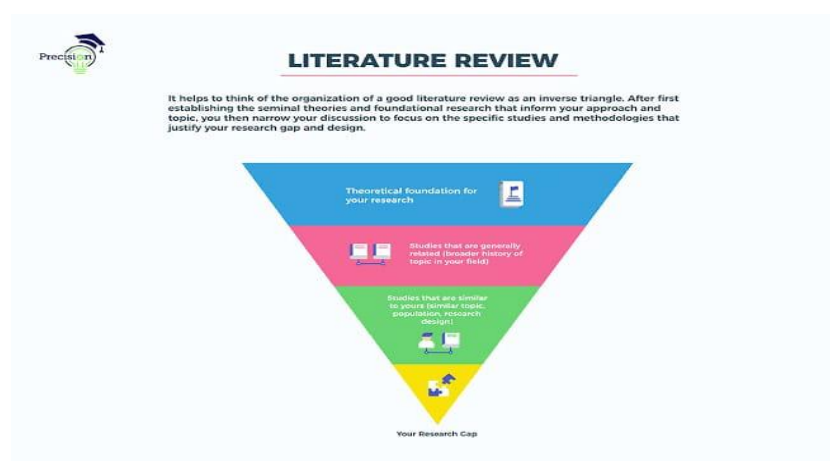 Precision
LITERATURE REVIEW
It helps to think of the organization of a good literature review as an inverse triangle. After first
establishing the seminal theories and foundational research that inform your approach and
topic, you then narrow your discussion to focus on the specific studies and methodologies that
justify your research gap and design.
Theoretical foundation for
your research
Studies that are generally
related (broader history of
topic in your field)
Studies that are similar
to yours (similar topic,
population, research
design)
Your Research Gap